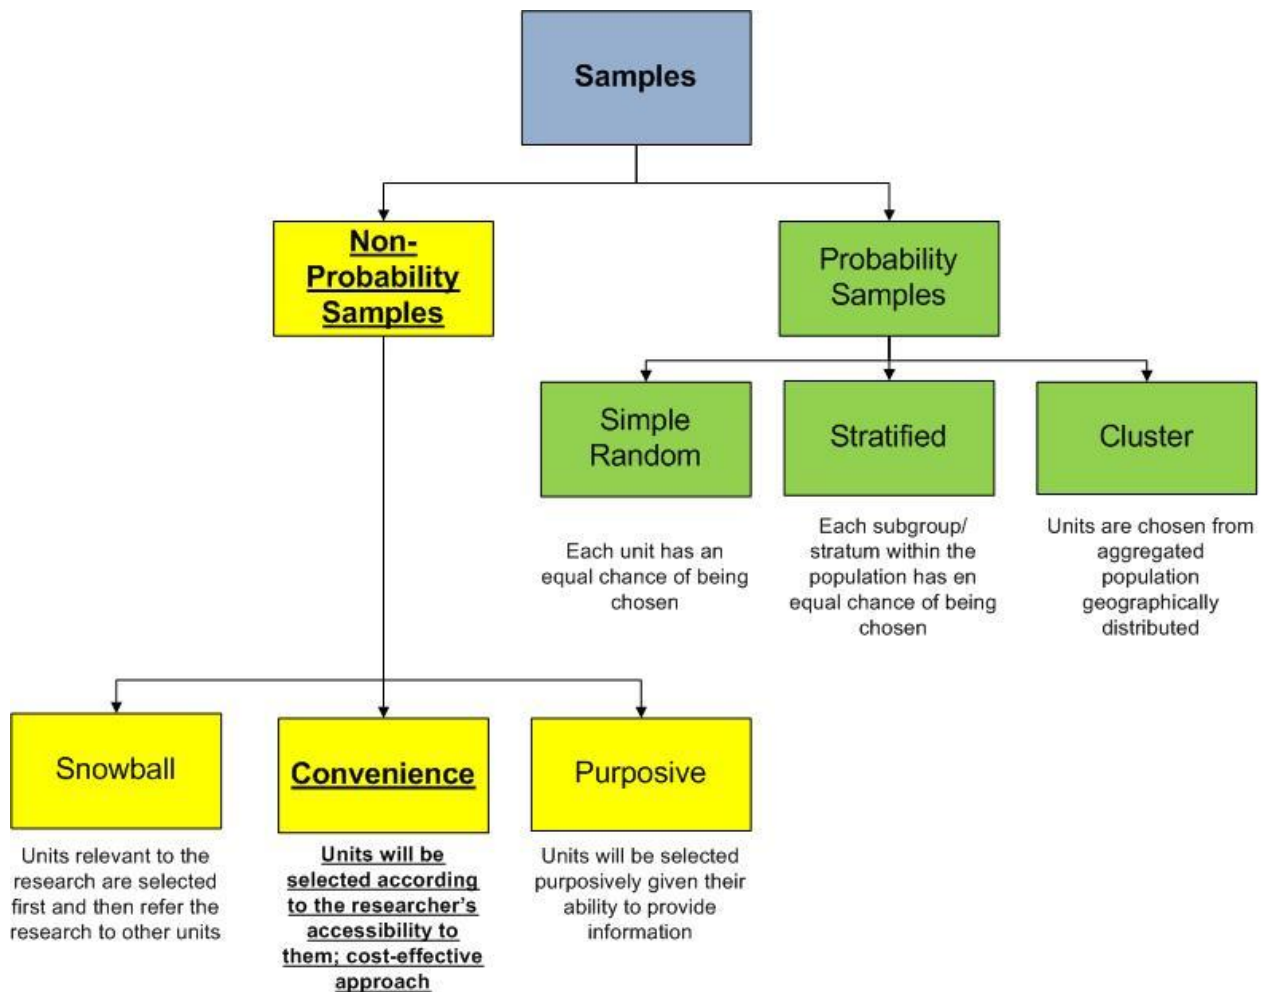 Samples
Non-
Probability
Samples
Probability
Samples
Simple
Random
Stratified
Cluster
Each unit has an
equal chance of being
chosen
Each subgroup/
stratum within the
population has en
equal chance of being
chosen
Units are chosen from
aggregated
population
geographically
distributed
Snowball
Convenience
Purposive
Units relevant to the
research are selected
first and then refer the
research to other units
Units will be
selected according
to the researcher's
accessibility to
them; cost-effective
approach
Units will be selected
purposively given their
ability to provide
information